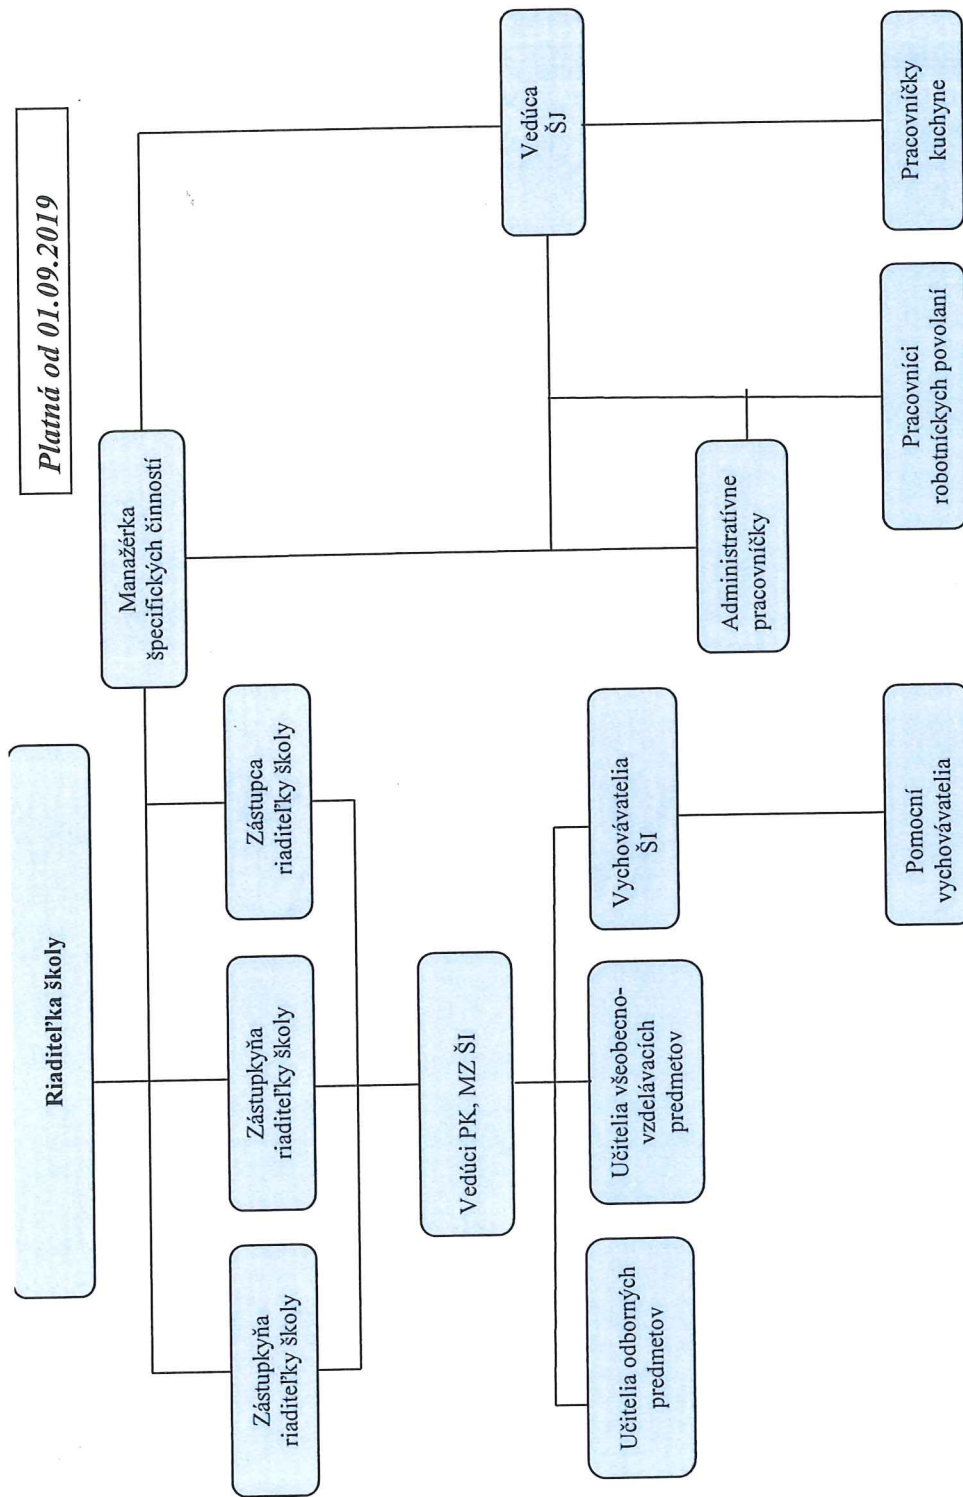 Platná od 01.09.2019
Riaditeľka školy
Manažérka
špecifických činností
Zástupkyňa
riaditeľky školy
Zástupkyňa
riaditeľky školy
Zástupca
riaditeľky školy
Vedúci PK, MZ ŠI
Vedúca
ŠJ
Učitelia odborných
predmetov
Učitelia všeobecno-
vzdelávacích
predmetov
Vychovávatelia
ŠI
Administratívne
pracovníčky
Pomocní
vychovávatelia
Pracovníci
robotníckych povolaní
Pracovníčky
kuchyne